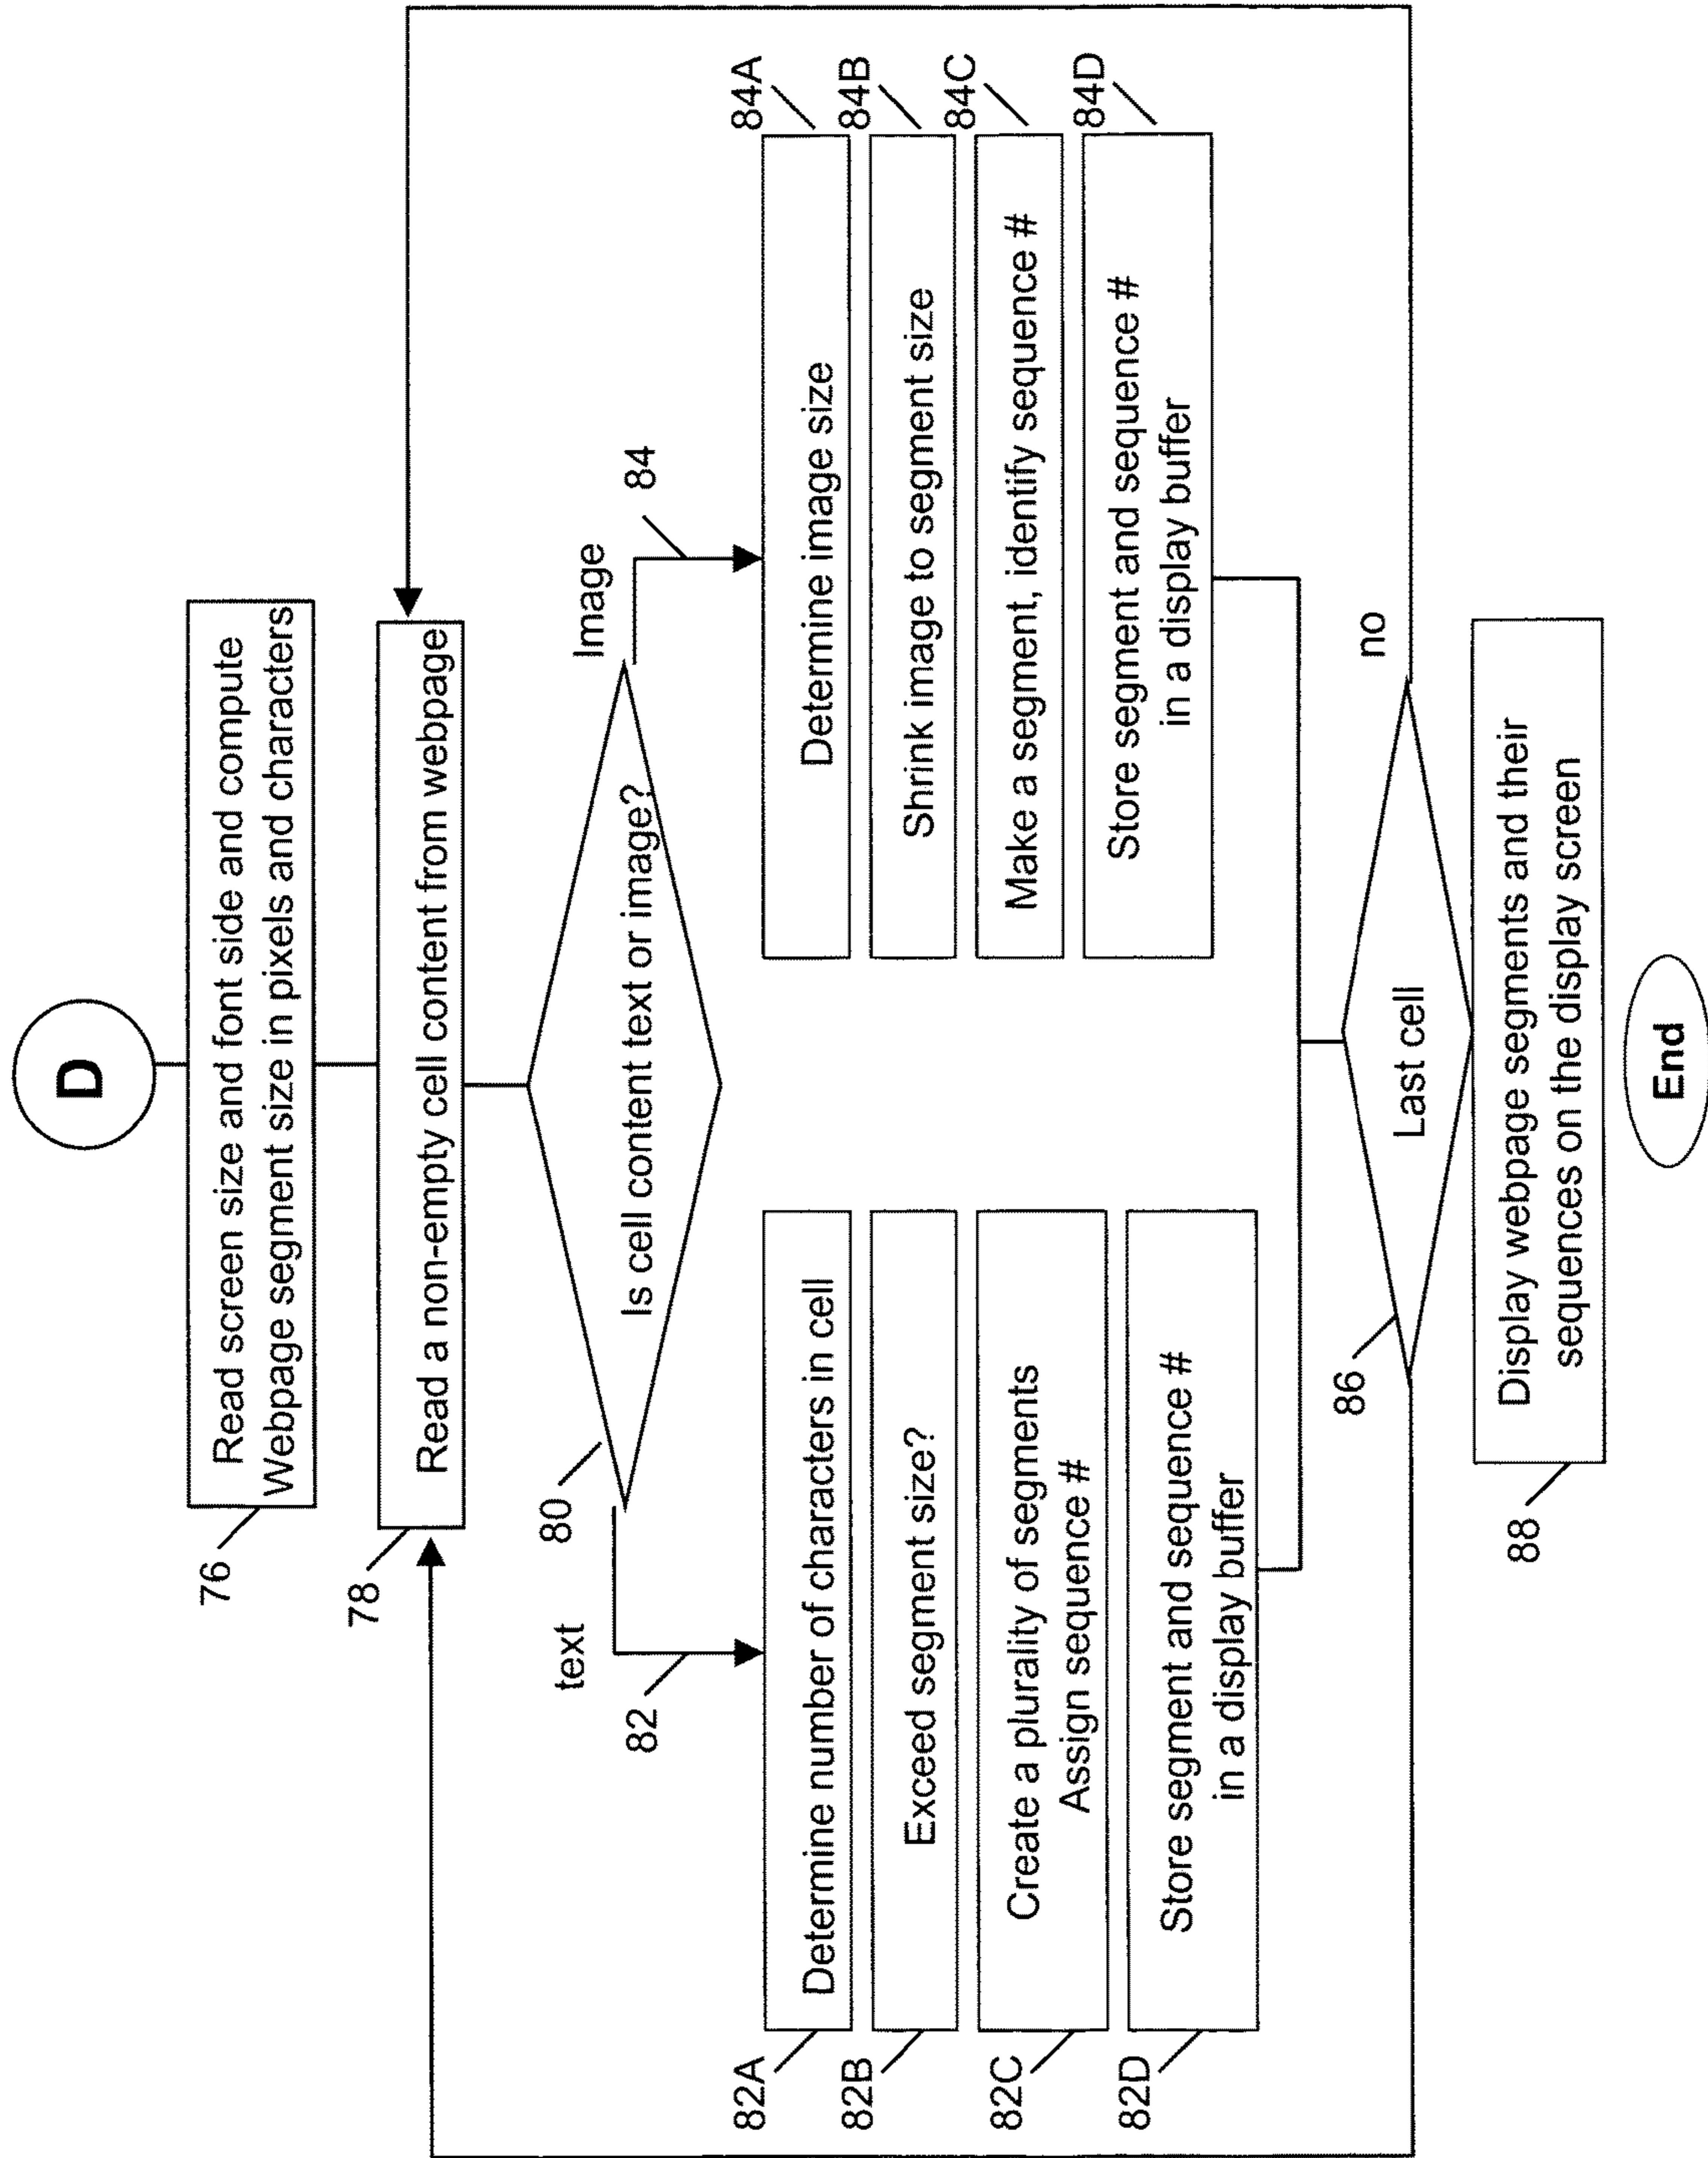 D
76
Read screen size and font side and compute
Webpage segment size in pixels and characters
78
Read a non-empty cell content from webpage
80
Is cell content text or image?
text
82
Image
84
82A
Determine number of characters in cell
82B
Exceed segment size?
82C
Create a plurality of segments
Assign sequence #
82D
Store segment and sequence #
in a display buffer
84A
Determine image size
84B
Shrink image to segment size
84C
Make a segment, identify sequence #
84D
Store segment and sequence #
in a display buffer
86
Last cell
no
88
Display webpage segments and their
sequences on the display screen
End